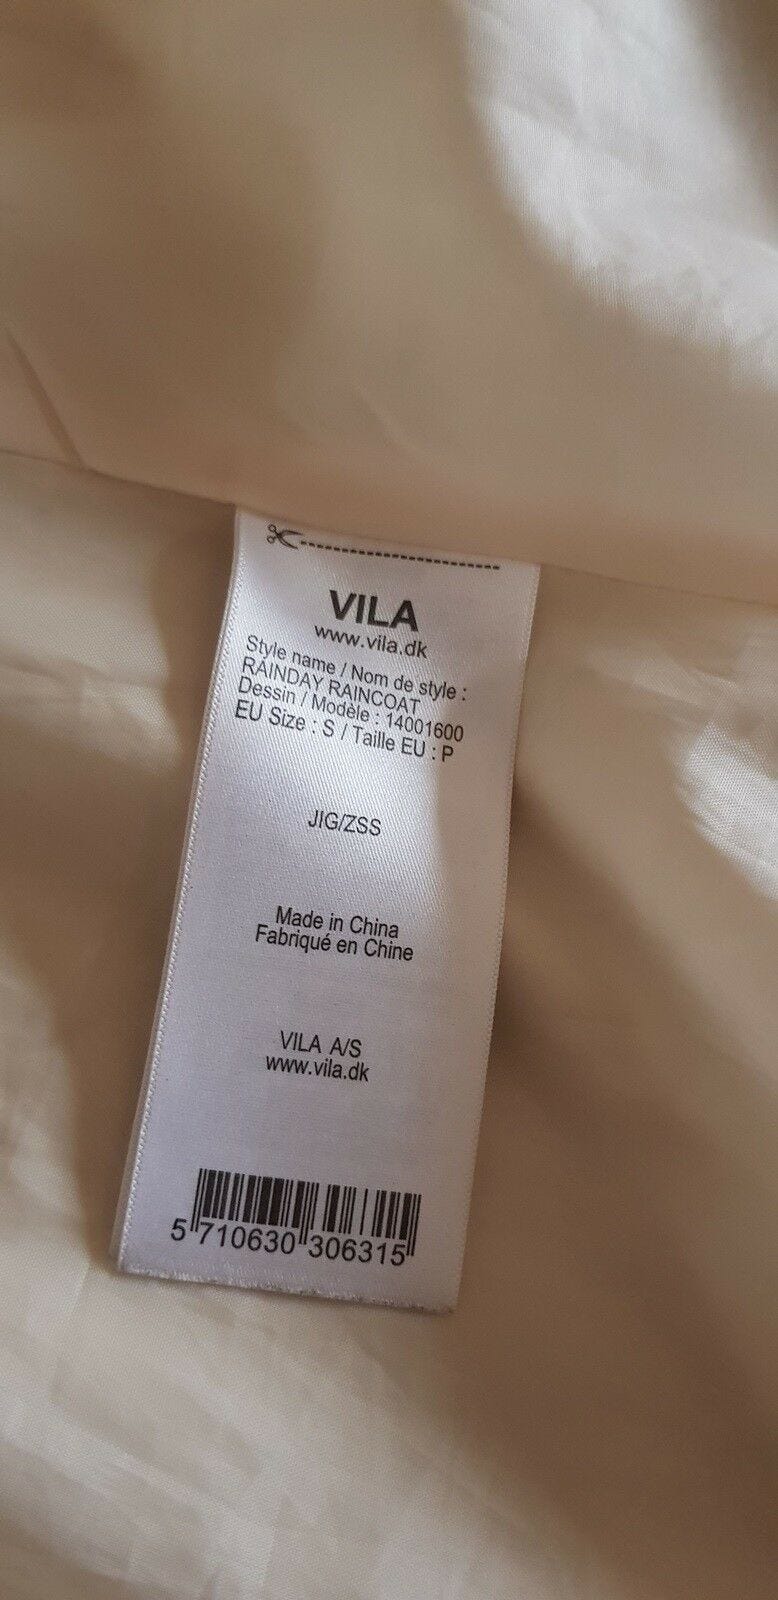 VILA
www.vila.dk
Style name / Nom de style :
RAINDAY RAINCOAT
Dessin / Modèle : 14001600
EU Size : S / Taille EU : P
JIG/ZSS
Made in China
Fabriqué en Chine
VILA A/S
www.vila.dk
5 710630 306315